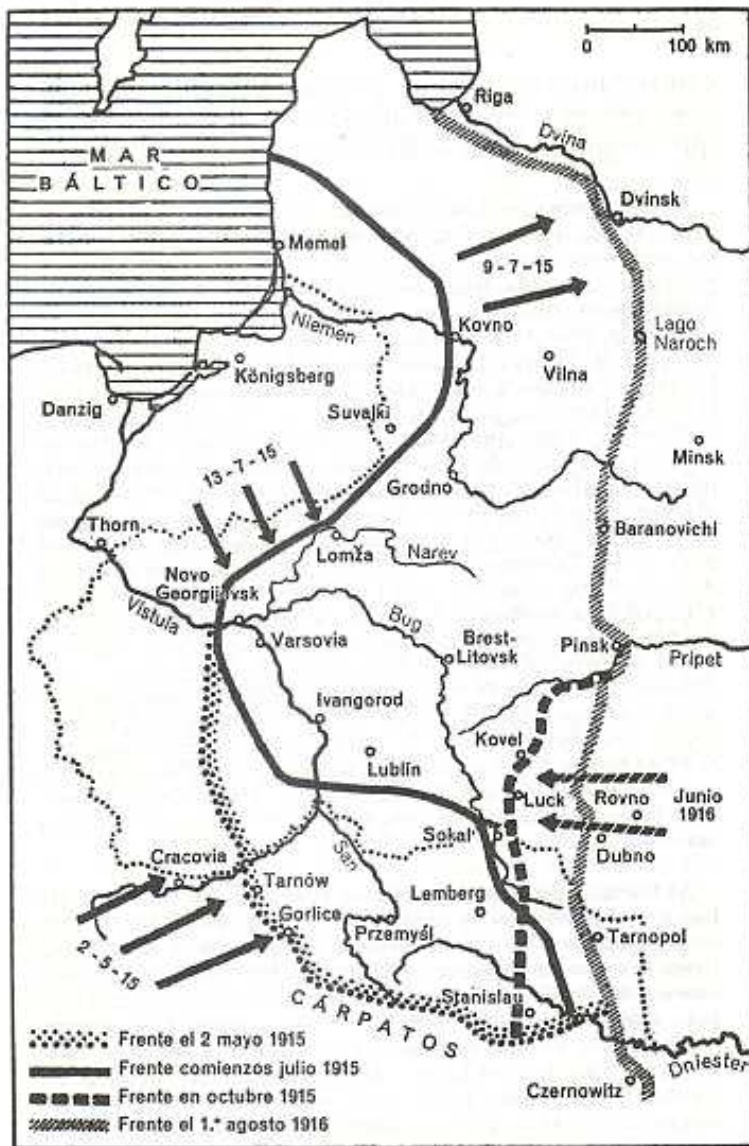 0 100 km
Riga
Dvina
MAR
BÁLTICO
Dvinsk
Memel
9-7-15
Niemen
Kovno
Lago
Naroch
Königsberg
Vilna
Danzig
Suvalki
Minsk
13-7-15
Grodno
Thorn
Lomža
Narev
Baranovichi
Novo
Georgijevsk
Vístula
Bug
Varsovia
Brest-
Litovsk
Pinsk
Pripet
Ivangorod
Kovel
Lublín
Luck
Rovno
Junio
1916
Sokal
Dubno
San
Cracovia
Tarnów
Lemberg
Gorlice
Przemyśl
Tarnopol
2-5-15
CÁRPATOS
Stanislau
Dniester
Czernowitz
Frente el 2 mayo 1915
Frente comienzos julio 1915
Frente en octubre 1915
Frente el 1.º agosto 1916